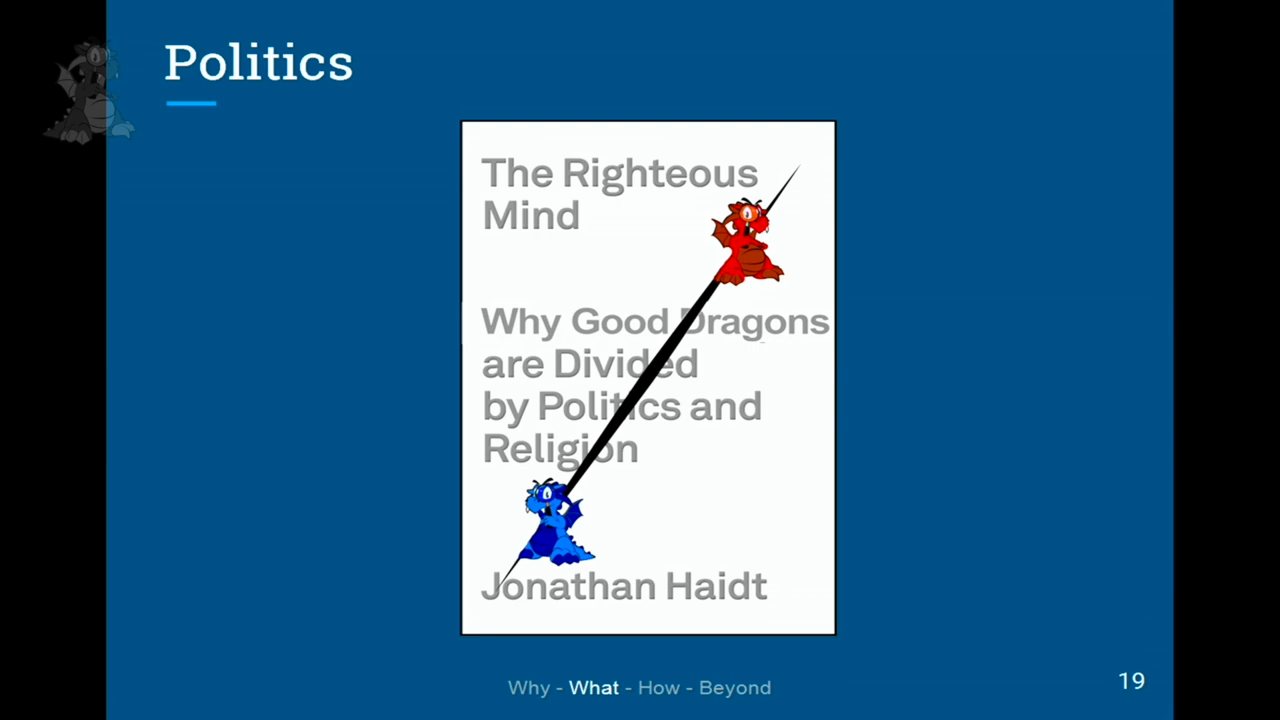 Politics
The Righteous
Mind
Why Good Dragons
are Divided
by Politics and
Religion
Jonathan Haidt
Why - What - How - Beyond
19